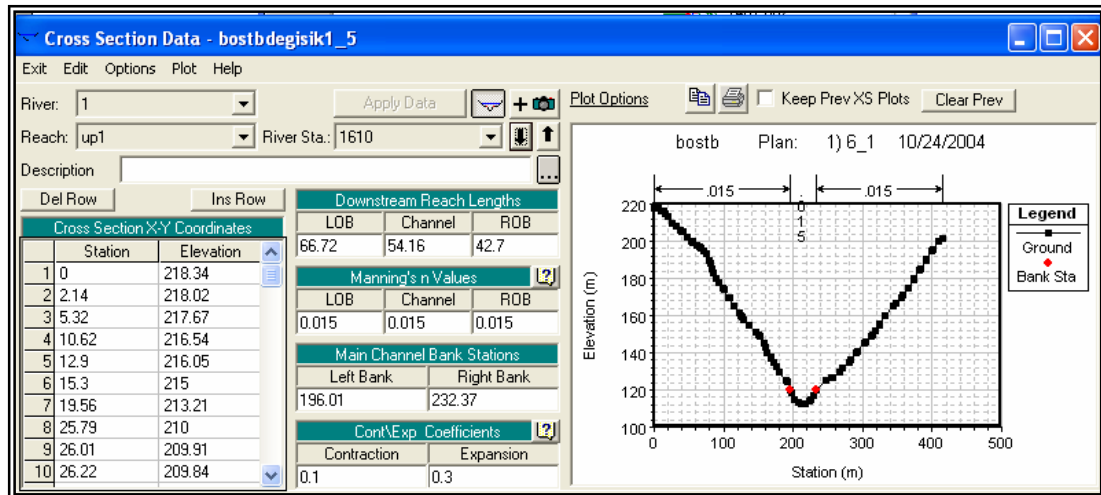 Cross Section Data - bostbdegisik1_5
Exit Edit Options Plot Help
River: 1 Apply Data Plot Options Keep Prev XS Plots Clear Prev
Reach: up1 River Sta.: 1610
Description ...
Del Row Ins Row
Cross Section X-Y Coordinates
Station Elevation
1 0 218.34
2 2.14 218.02
3 5.32 217.67
4 10.62 216.54
5 12.9 216.05
6 15.3 215
7 19.56 213.21
8 25.79 210
9 26.01 209.91
10 26.22 209.84
Downstream Reach Lengths
LOB Channel ROB
66.72 54.16 42.7
Manning's n Values
LOB Channel ROB
0.015 0.015 0.015
Main Channel Bank Stations
Left Bank Right Bank
196.01 232.37
Cont\Exp Coefficients
Contraction Expansion
0.1 0.3
bostb Plan: 1) 6_1 10/24/2004
.015 .015 .015
220
200
180
160
140
120
100
Elevation (m)
0 100 200 300 400 500
Station (m)
Legend
Ground
Bank Sta